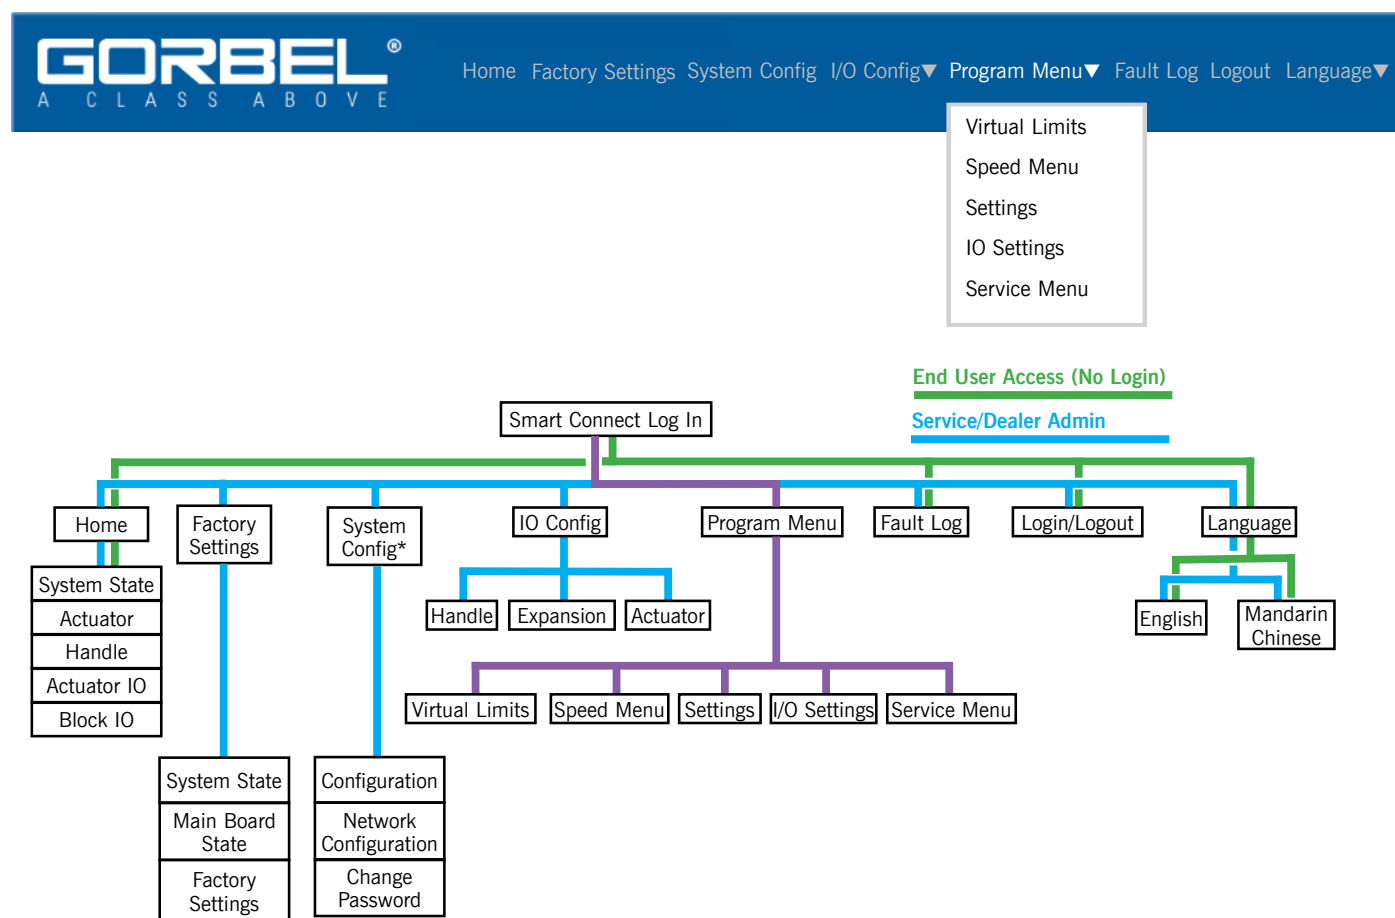 GORBEL®
A CLASS ABOVE
Home Factory Settings System Config I/O Config▼ Program Menu▼ Fault Log Logout Language▼
Virtual Limits
Speed Menu
Settings
IO Settings
Service Menu
End User Access (No Login)
Service/Dealer Admin
Smart Connect Log In
Home
Factory
Settings
System
Config*
IO Config
Program Menu
Fault Log
Login/Logout
Language
System State
Actuator
Handle
Actuator IO
Block IO
Handle
Expansion
Actuator
English
Mandarin
Chinese
Virtual Limits
Speed Menu
Settings
I/O Settings
Service Menu
System State
Main Board
State
Factory
Settings
Configuration
Network
Configuration
Change
Password